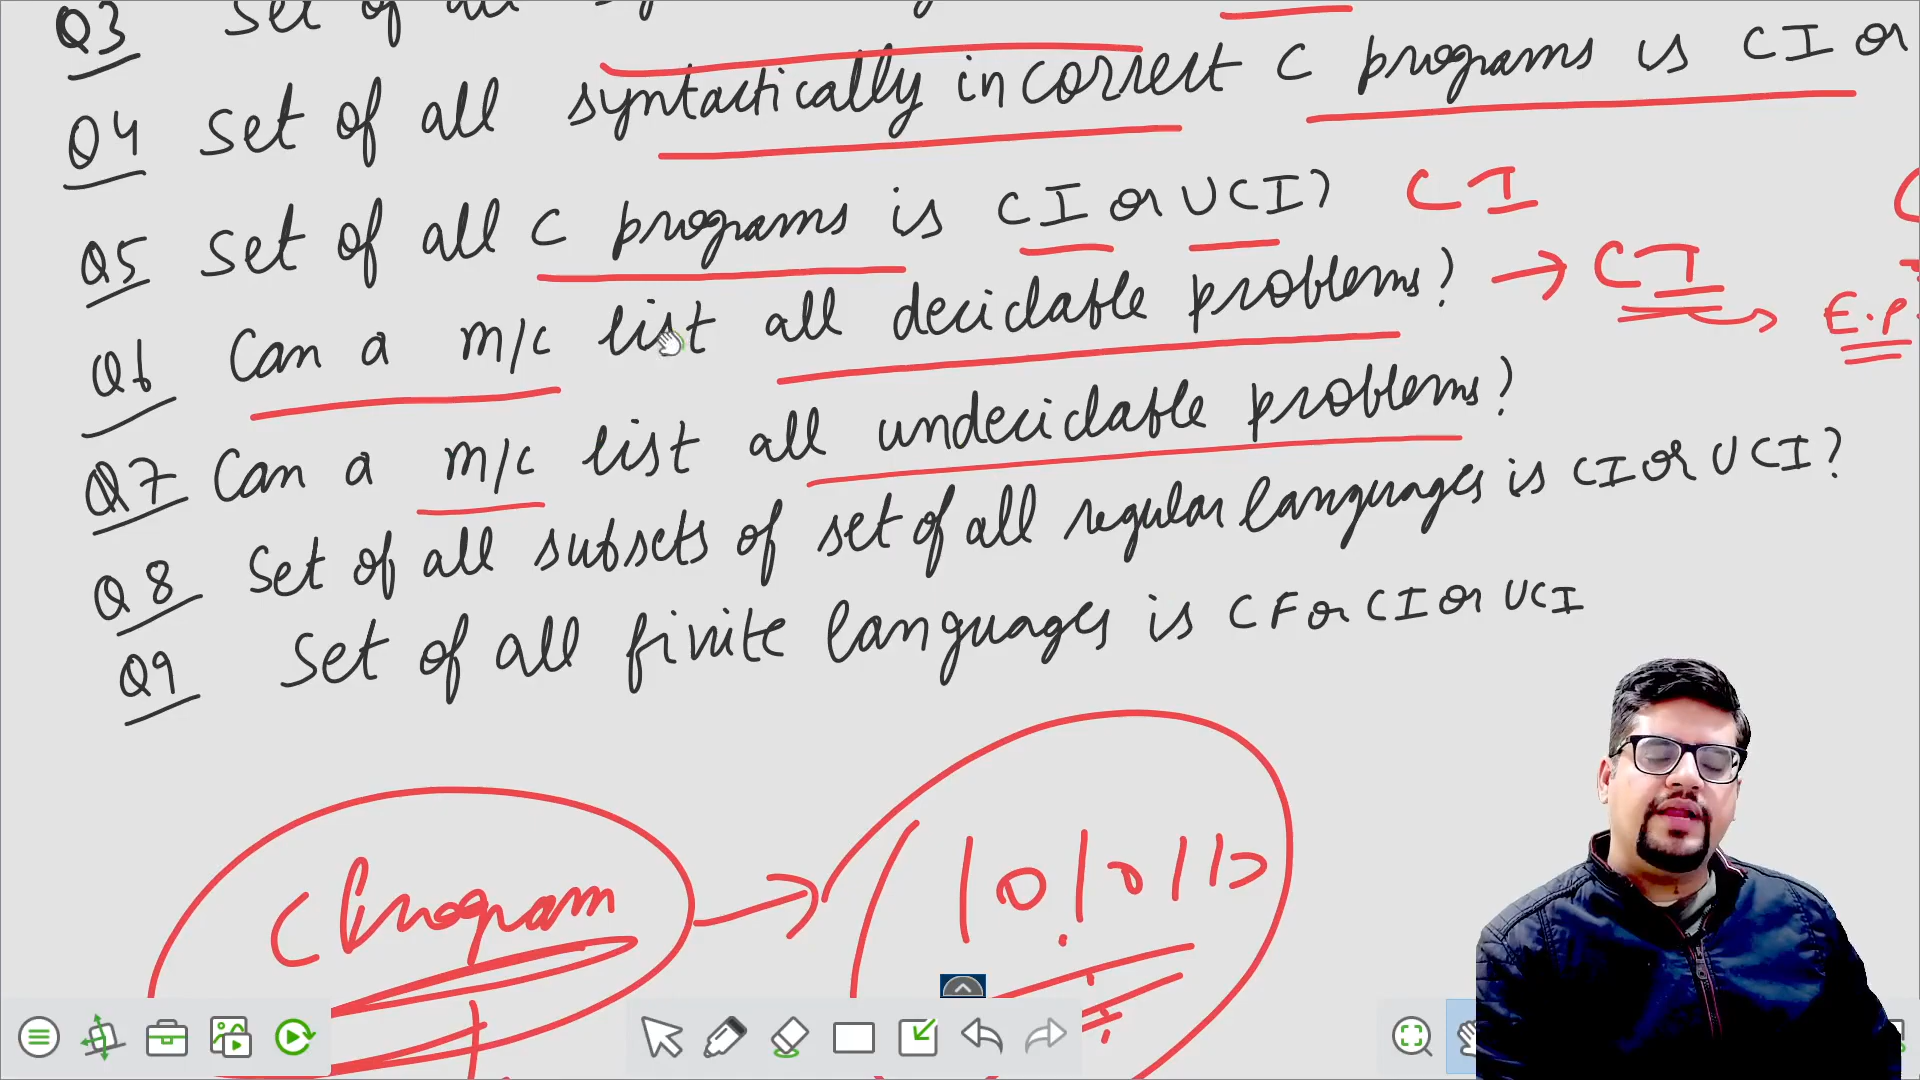 Q3 Set of all
Q4 Set of all syntactically incorrect C programs is CI or
Q5 Set of all C programs is CI or UCI? CI
Q6 Can a m/c list all decidable problems? → CI → E.P
Q7 Can a m/c list all undecidable problems?
Q8 Set of all subsets of set of all regular languages is CI or UCI?
Q9 Set of all finite languages is CF or CI or UCI
C Program → 1010110